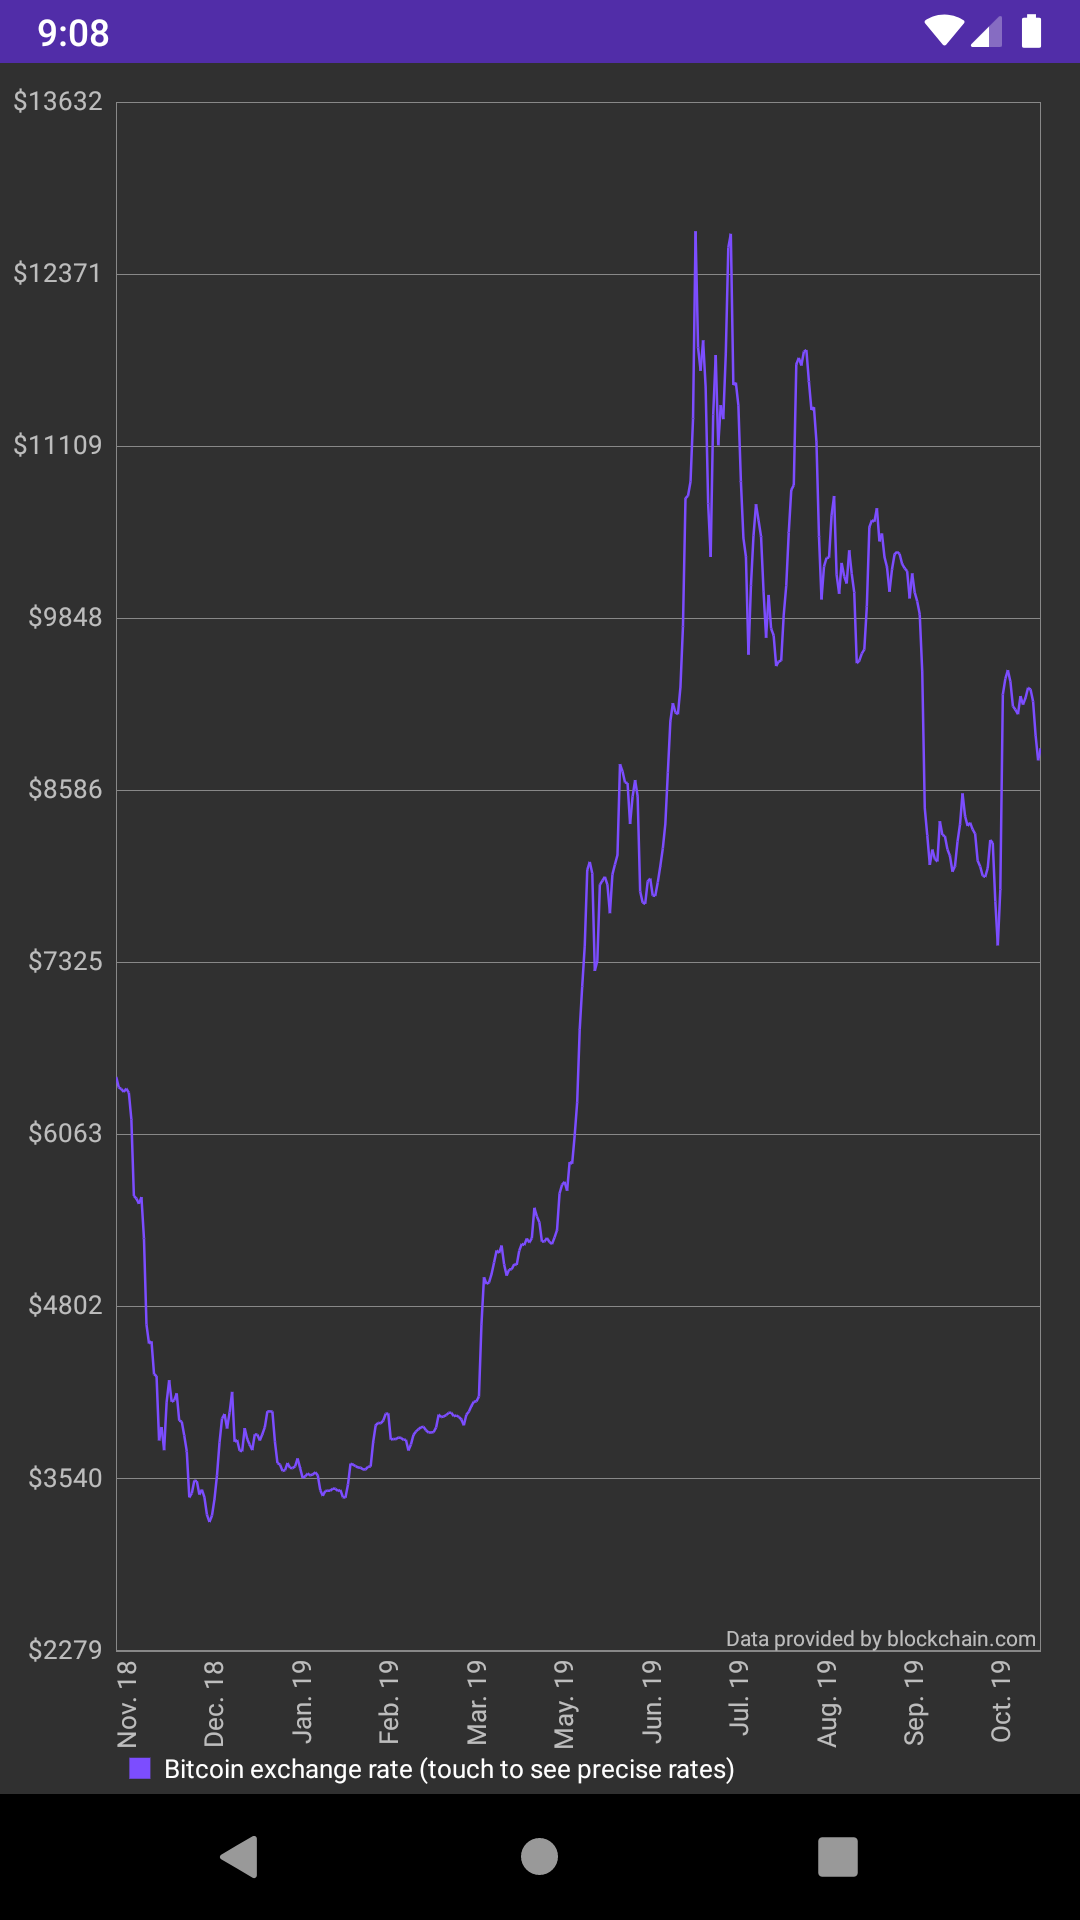 9:08
$13632
$12371
$11109
$9848
$8586
$7325
$6063
$4802
$3540
$2279
Data provided by blockchain.com
Nov. 18
Dec. 18
Jan. 19
Feb. 19
Mar. 19
May. 19
Jun. 19
Jul. 19
Aug. 19
Sep. 19
Oct. 19
Bitcoin exchange rate (touch to see precise rates)